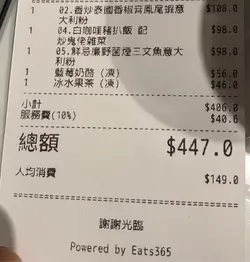 1 02.香炒泰國香椒背鳳尾蝦意 $108.0
大利粉
1 04.白咖哩豬扒飯 配 $98.0
炒鬼佬雜菜
1 05.鮮忌廉野菌煙三文魚意大 $98.0
利粉
1 藍莓奶酪 (凍) $56.0
1 冰水果茶 (凍) $46.0
小計 $406.0
服務費(10%) $40.6
總額 $447.0
人均消費 $149.0
謝謝光臨
Powered by Eats365